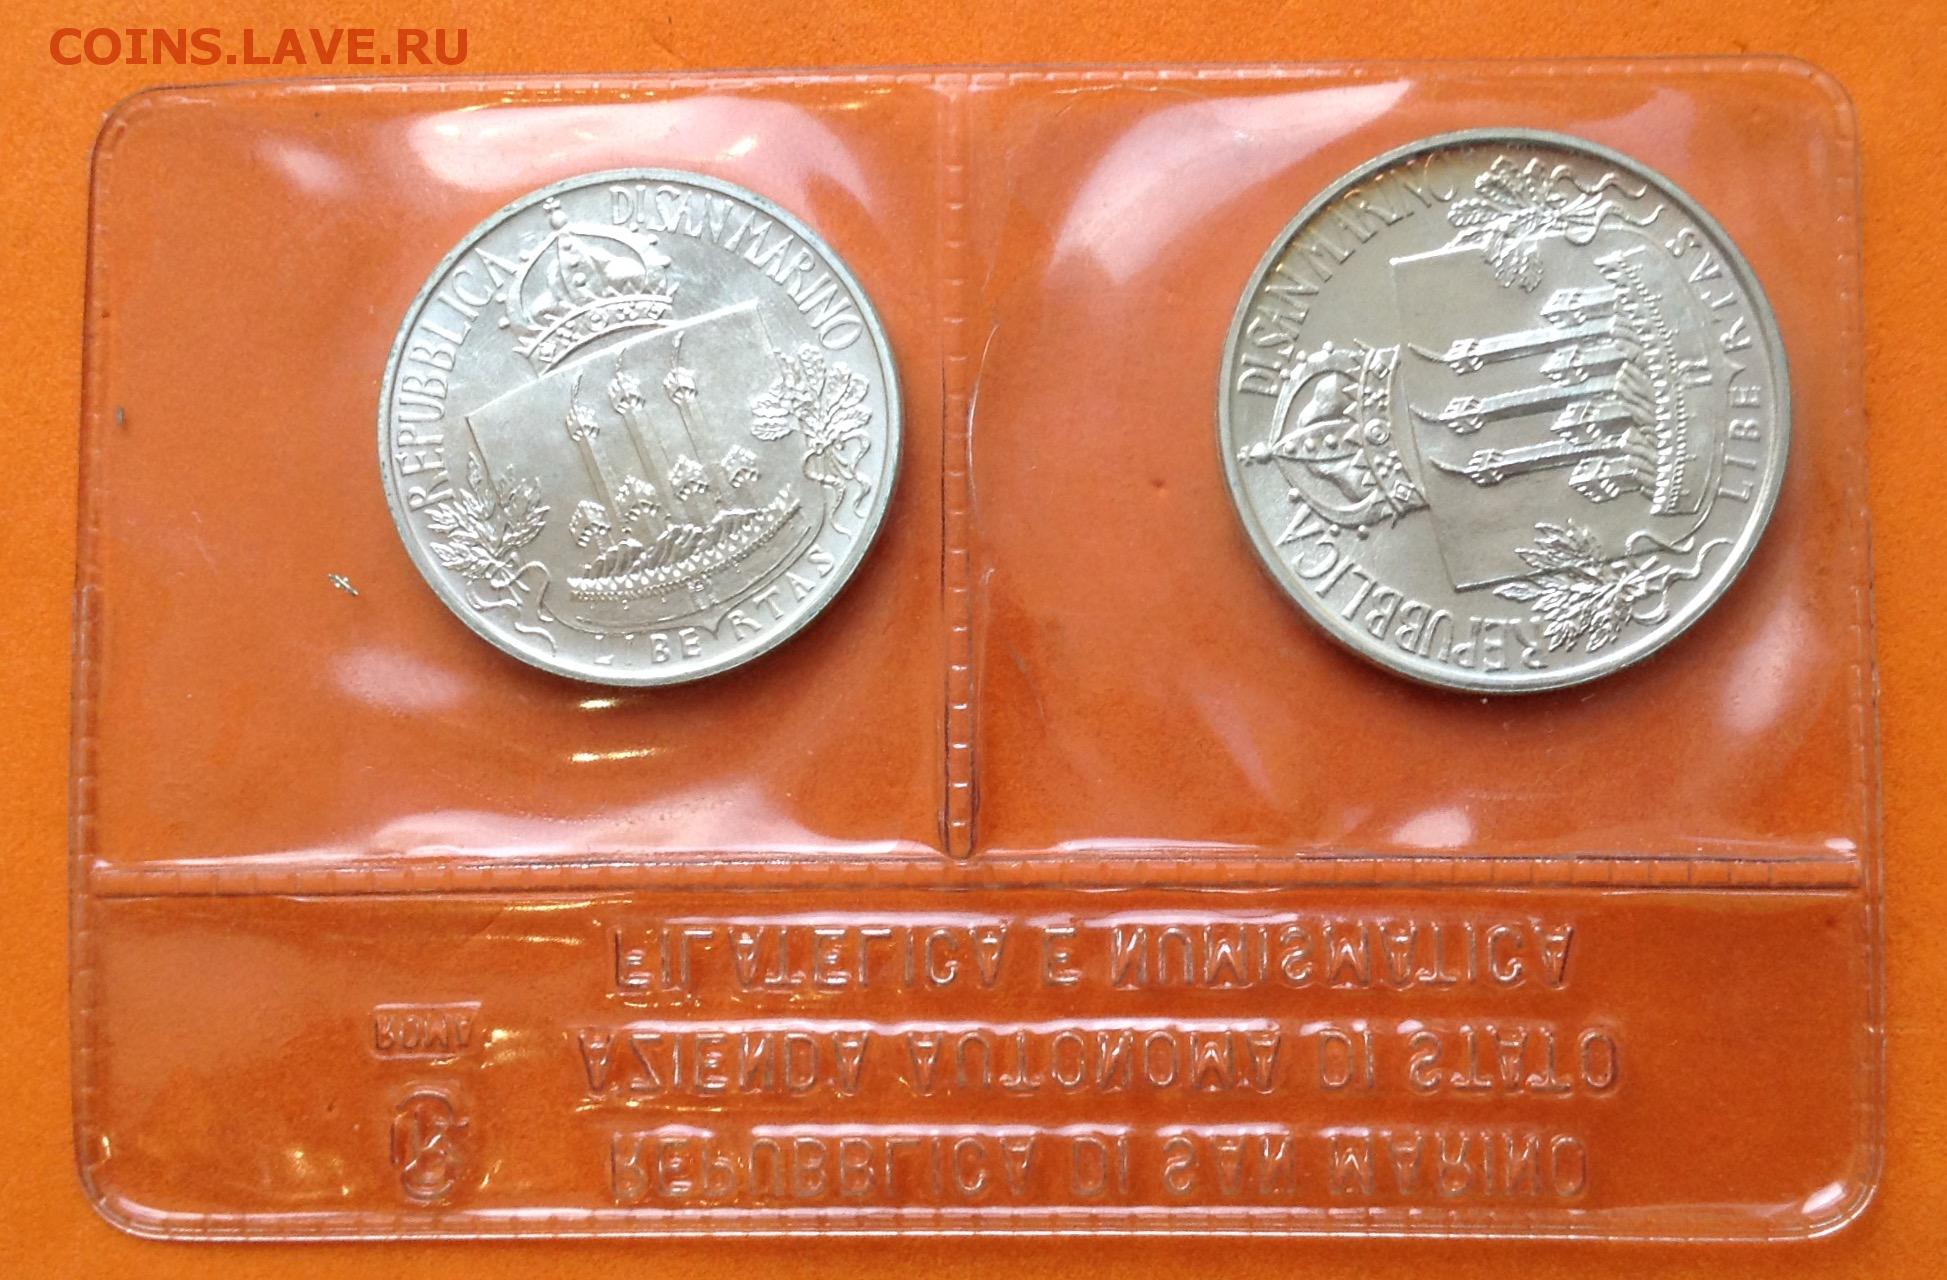 COINS.LAVE.RU
REPUBBLICA DI SAN MARINO
LIBERTAS
REPUBBLICA DI SAN MARINO
LIBERTAS
FILATELICA E NUMISMATICA
AZIENDA AUTONOMA DI STATO
ROMA
REPUBBLICA DI SAN MARINO